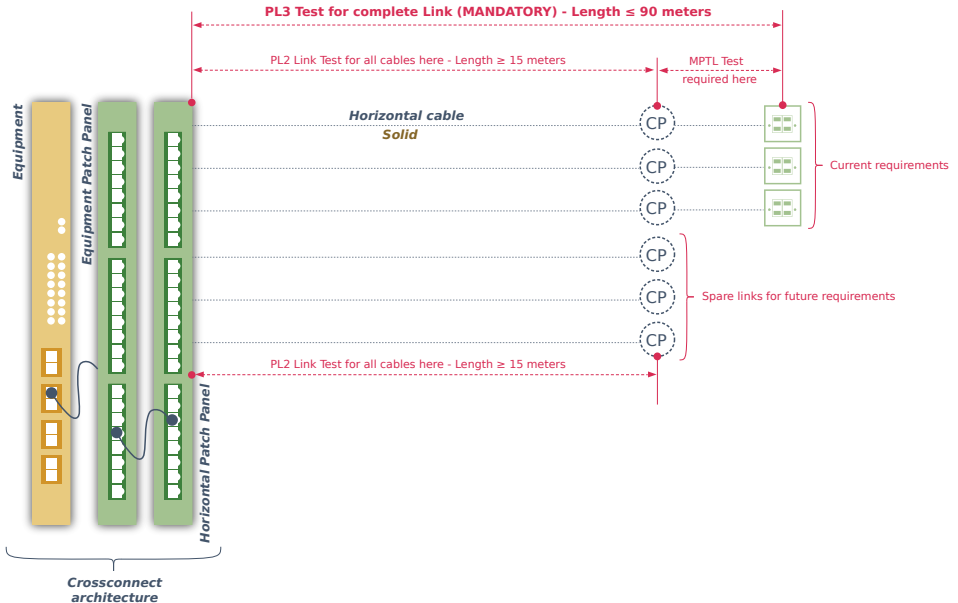 PL3 Test for complete Link (MANDATORY) - Length ≤ 90 meters
PL2 Link Test for all cables here - Length ≥ 15 meters
MPTL Test
required here
Equipment
Equipment Patch Panel
Horizontal cable
Solid
CP
CP
CP
Current requirements
CP
CP
CP
Spare links for future requirements
PL2 Link Test for all cables here - Length ≥ 15 meters
Horizontal Patch Panel
Crossconnect
architecture